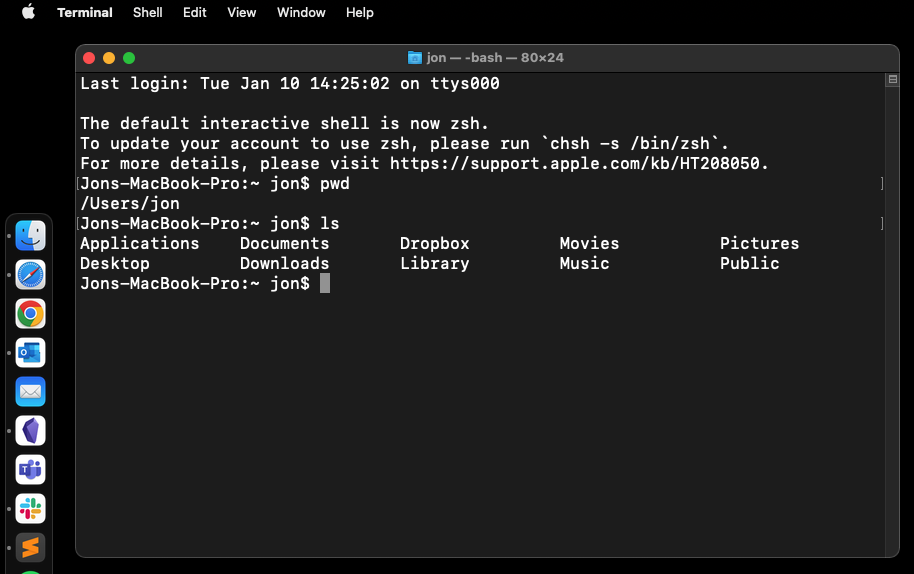 Terminal Shell Edit View Window Help
jon — -bash — 80×24
Last login: Tue Jan 10 14:25:02 on ttys000
The default interactive shell is now zsh.
To update your account to use zsh, please run `chsh -s /bin/zsh`.
For more details, please visit https://support.apple.com/kb/HT208050.
[Jons-MacBook-Pro:~ jon$ pwd ]
/Users/jon
[Jons-MacBook-Pro:~ jon$ ls ]
Applications Documents Dropbox Movies Pictures
Desktop Downloads Library Music Public
Jons-MacBook-Pro:~ jon$